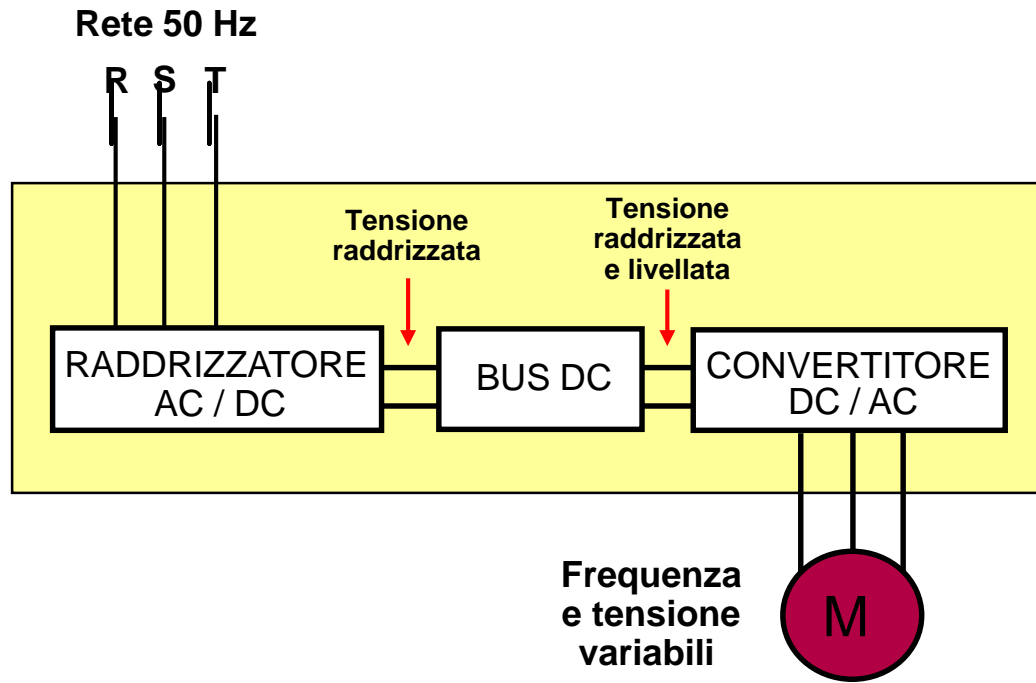 Rete 50 Hz
R S T
Tensione
raddrizzata
Tensione
raddrizzata
e livellata
RADDRIZZATORE
AC / DC
BUS DC
CONVERTITORE
DC / AC
Frequenza
e tensione
variabili
M